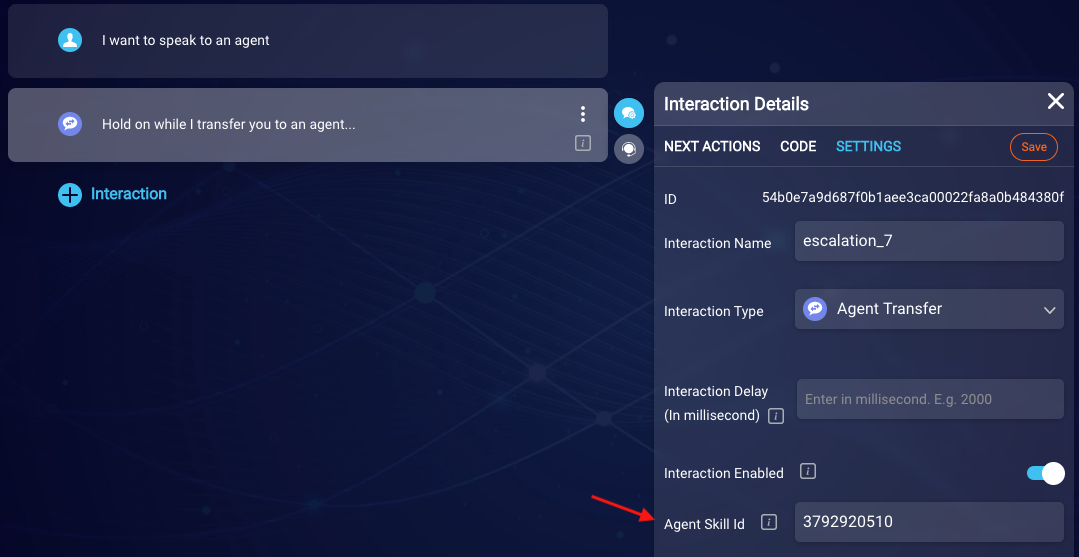 I want to speak to an agent
Hold on while I transfer you to an agent...
Interaction
Interaction Details
NEXT ACTIONS CODE SETTINGS Save
ID 54b0e7a9d687f0b1aee3ca00022fa8a0b484380f
Interaction Name escalation_7
Interaction Type Agent Transfer
Interaction Delay
(In millisecond) i Enter in millisecond. E.g. 2000
Interaction Enabled i
Agent Skill Id i 3792920510